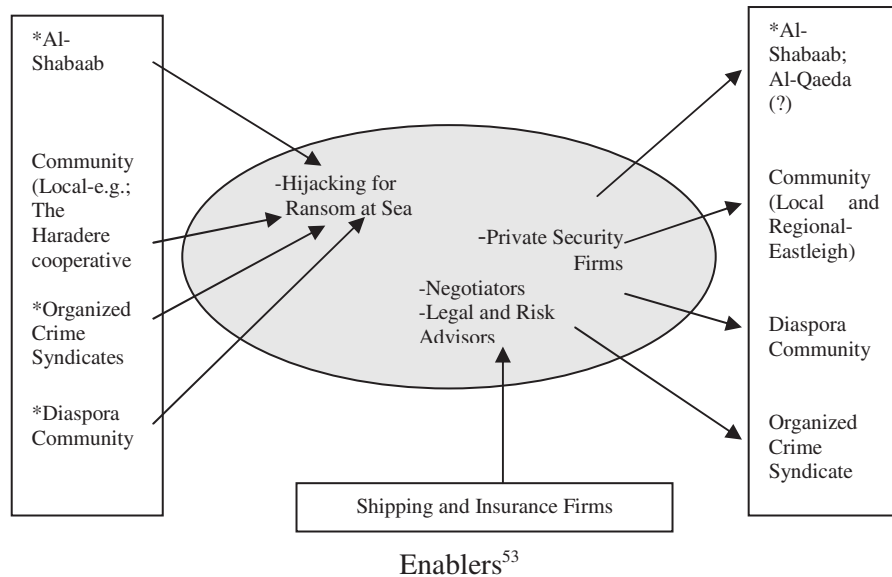 *Al-
Shabaab
Community
(Local-e.g.;
The
Haradere
cooperative
*Organized
Crime
Syndicates
*Diaspora
Community
-Hijacking for
Ransom at Sea
-Private Security
Firms
-Negotiators
-Legal and Risk
Advisors
*Al-
Shabaab;
Al-Qaeda
(?)
Community
(Local and
Regional-
Eastleigh)
Diaspora
Community
Organized
Crime
Syndicate
Shipping and Insurance Firms
Enablers53